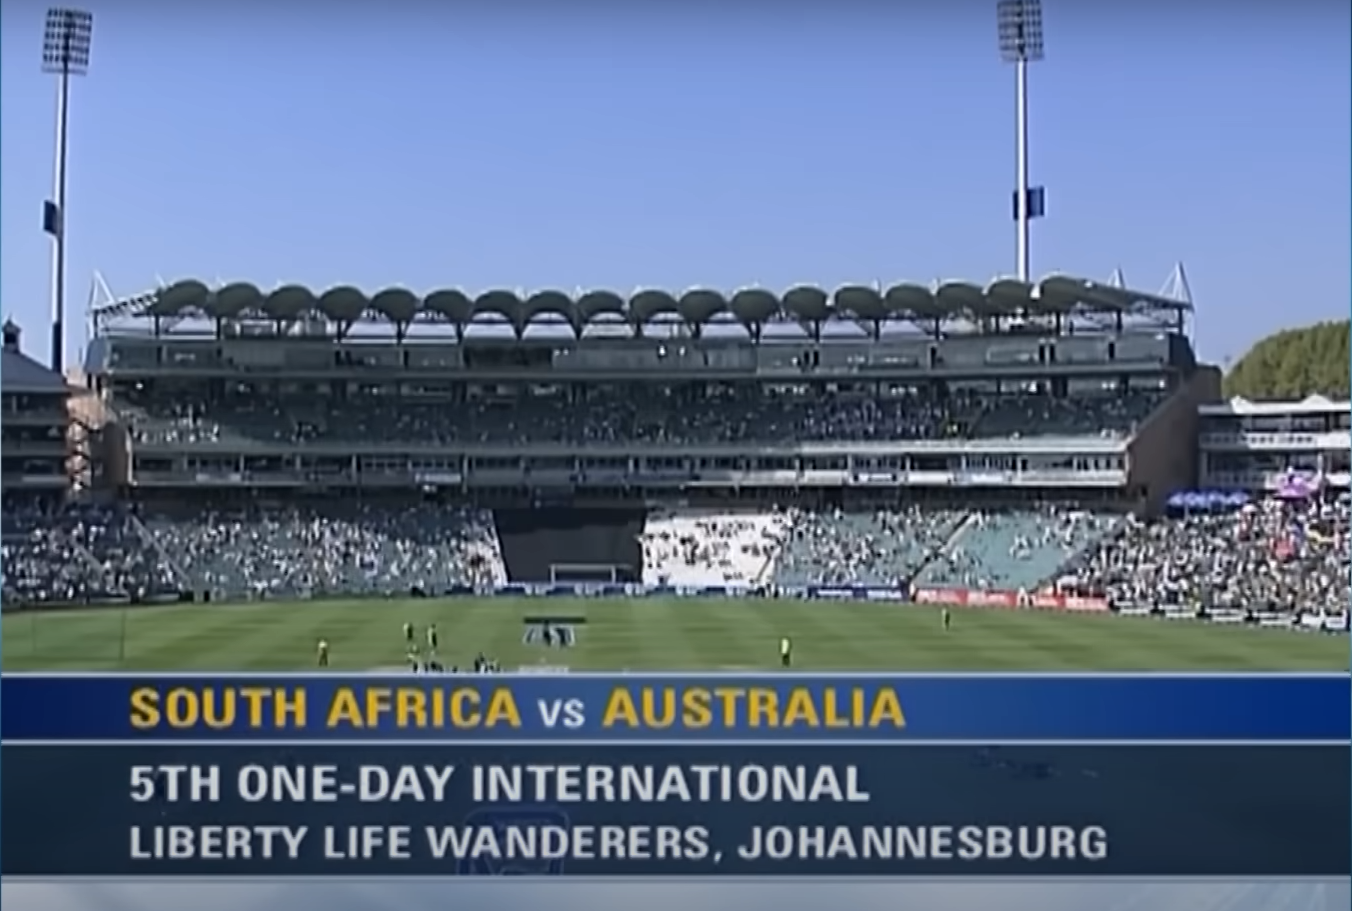 SOUTH AFRICA vs AUSTRALIA
5TH ONE-DAY INTERNATIONAL
LIBERTY LIFE WANDERERS, JOHANNESBURG